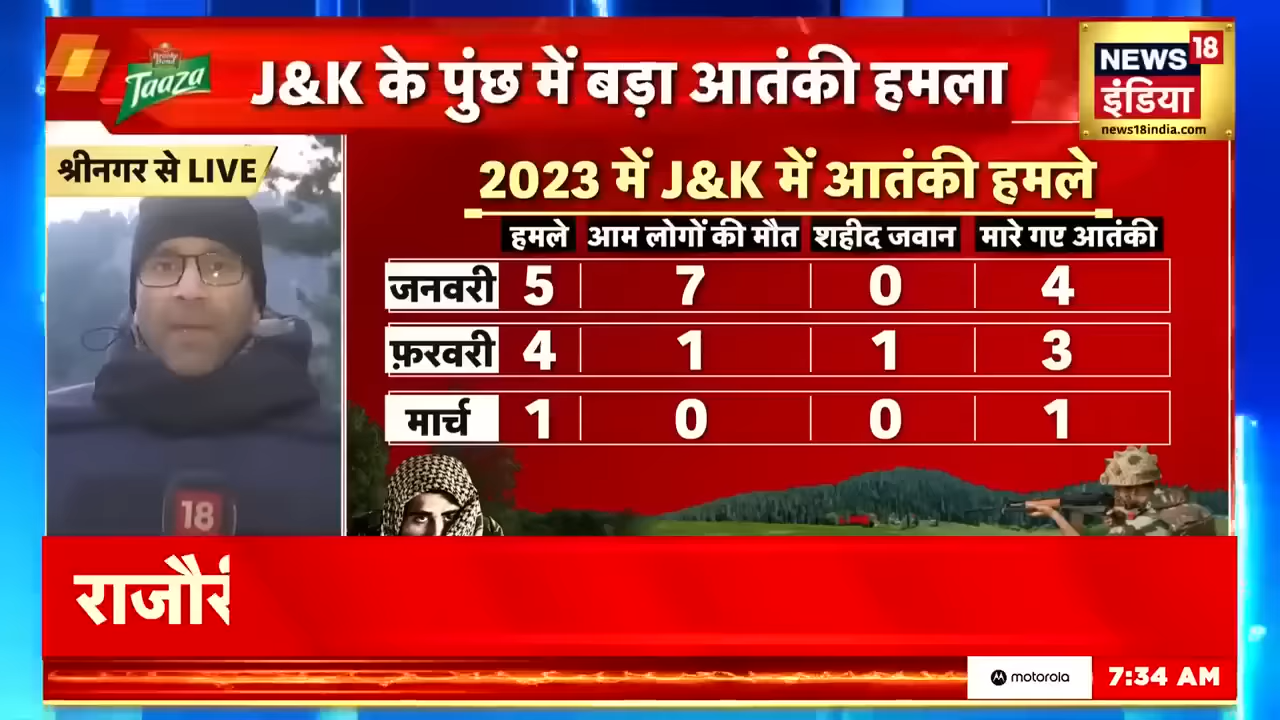 Taaza
J&K के पुंछ में बड़ा आतंकी हमला
NEWS 18
इंडिया
news18india.com
श्रीनगर से LIVE
2023 में J&K में आतंकी हमले
हमले आम लोगों की मौत शहीद जवान मारे गए आतंकी
जनवरी 5 7 0 4
फ़रवरी 4 1 1 3
मार्च 1 0 0 1
18
motorola 7:34 AM